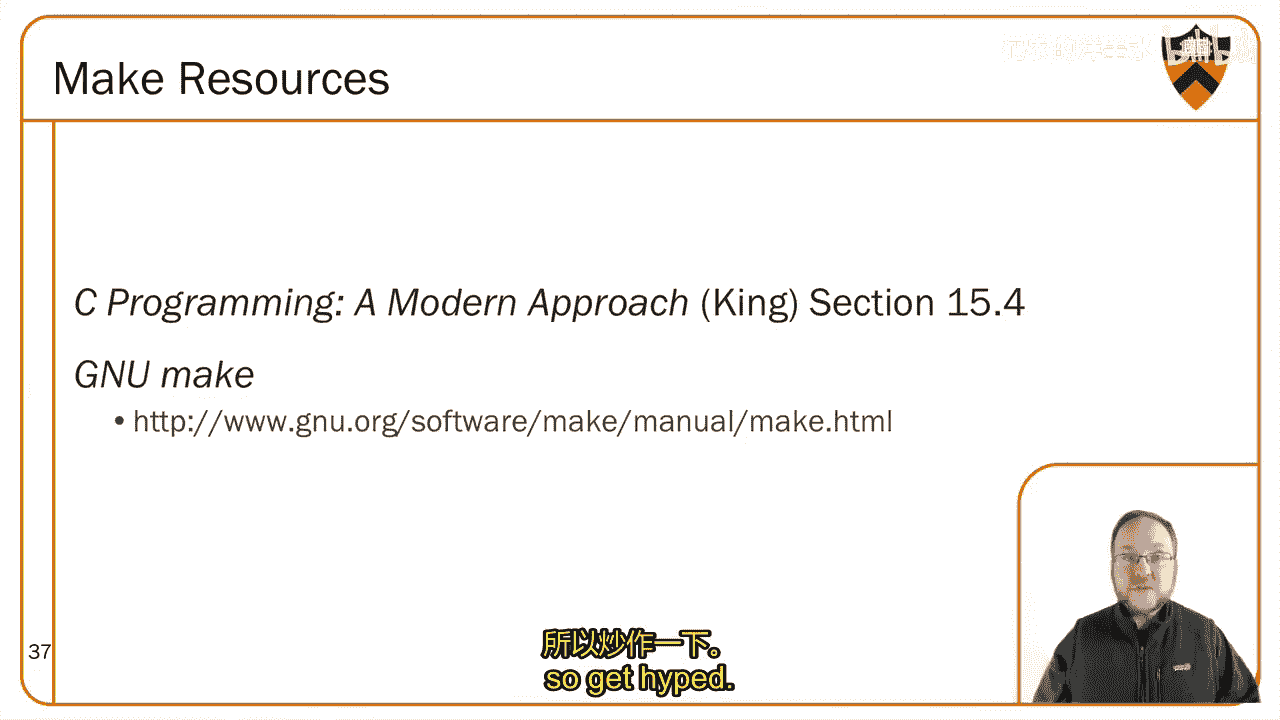 Make Resources
C Programming: A Modern Approach (King) Section 15.4
GNU make
• http://www.gnu.org/software/make/manual/make.html
37
所以炒作一下。
so get hyped.